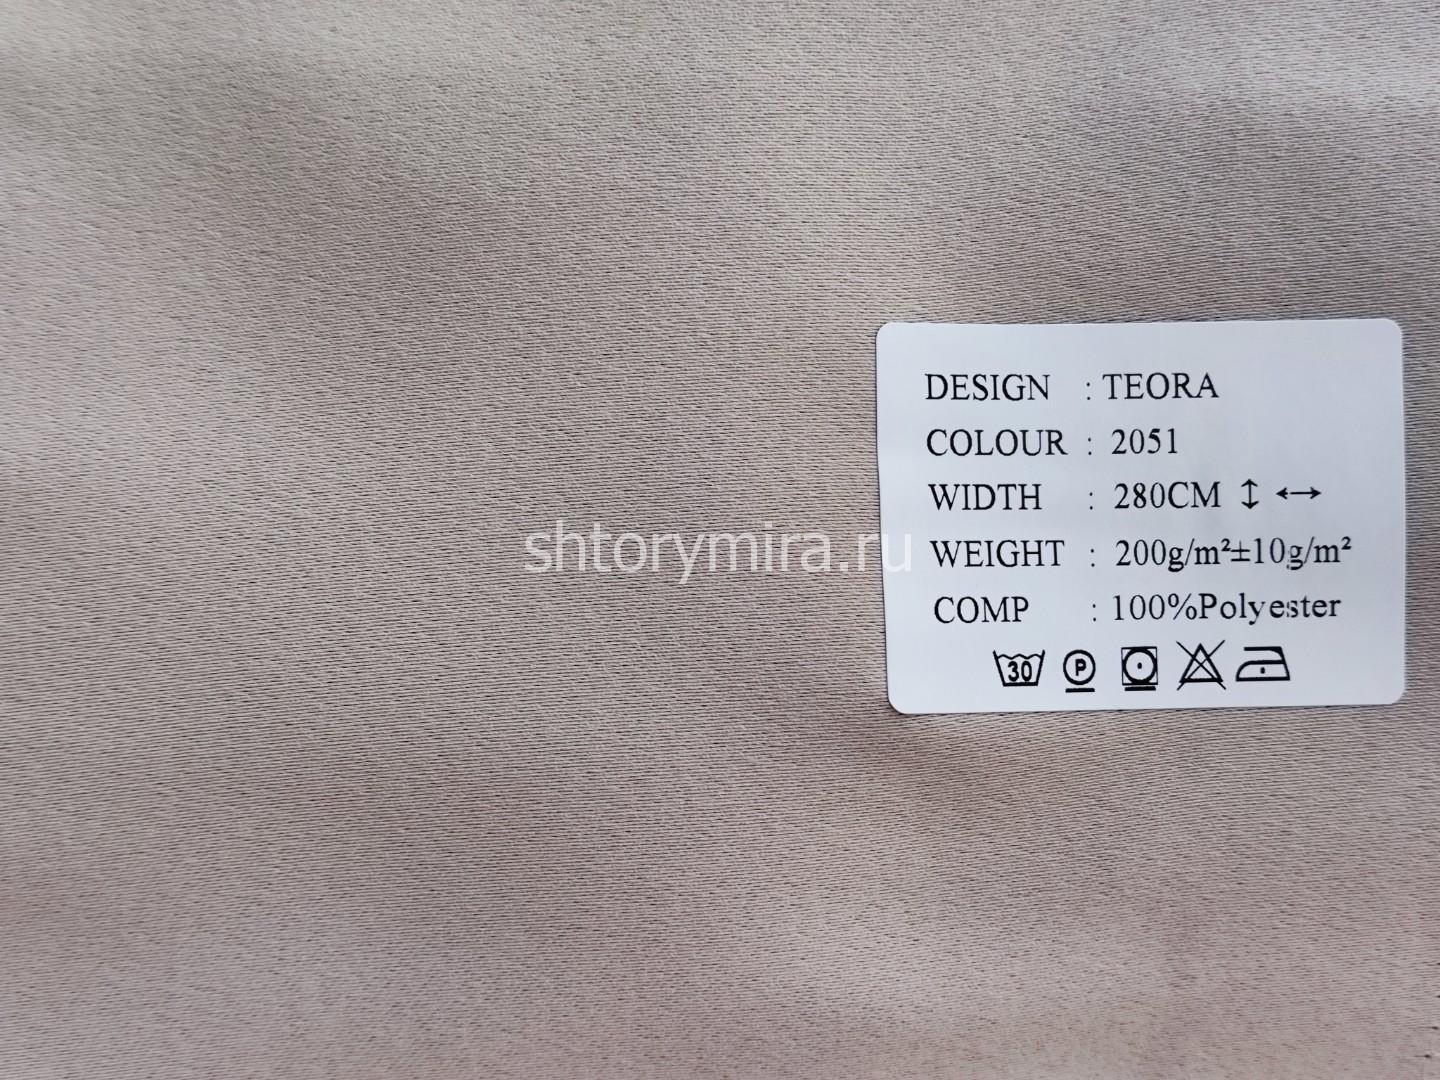 DESIGN : TEORA
COLOUR : 2051
WIDTH : 280CM ↕ ↔
shtorymira.ru
WEIGHT : 200g/m²±10g/m²
COMP : 100%Polyester
30 P